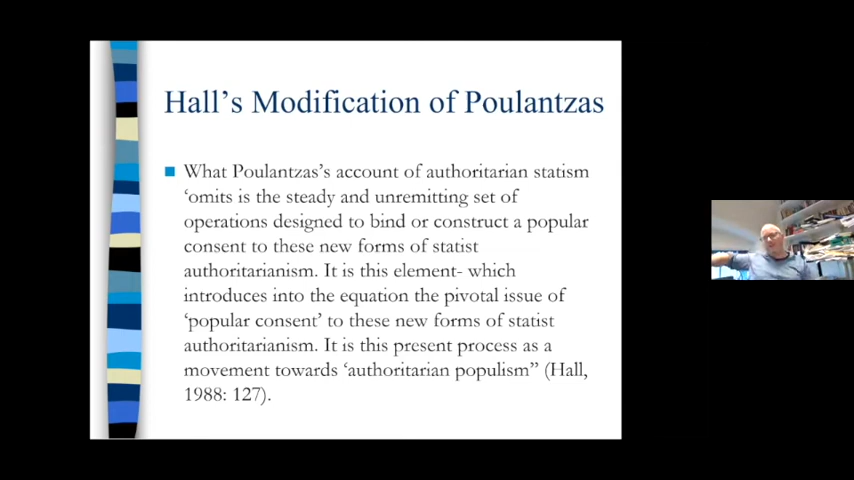 Hall's Modification of Poulantzas
What Poulantzas's account of authoritarian statism
'omits is the steady and unremitting set of
operations designed to bind or construct a popular
consent to these new forms of statist
authoritarianism. It is this element- which
introduces into the equation the pivotal issue of
'popular consent' to these new forms of statist
authoritarianism. It is this present process as a
movement towards 'authoritarian populism" (Hall,
1988: 127).